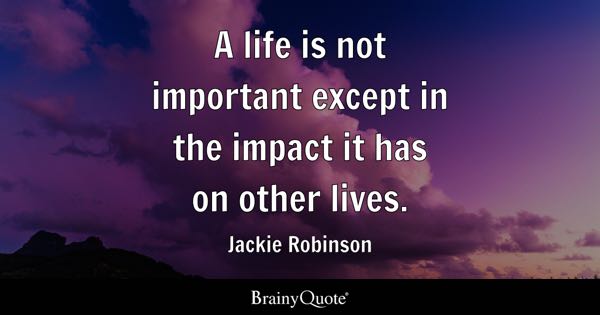 A life is not
important except in
the impact it has
on other lives.
Jackie Robinson
BrainyQuote®